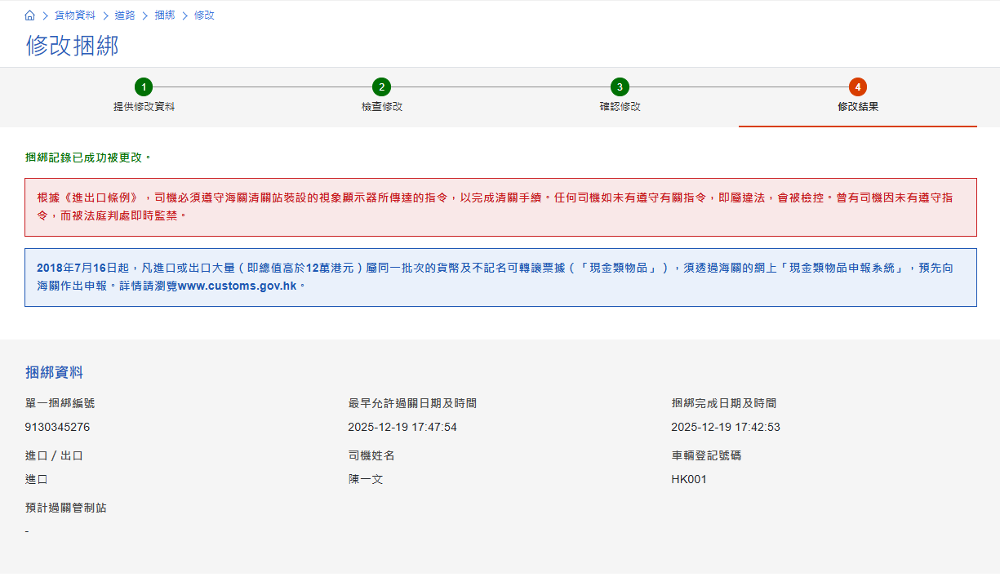 貨物資料 > 道路 > 捆綁 > 修改
修改捆綁
1 2 3 4
提供修改資料 檢查修改 確認修改 修改結果
捆綁記錄已成功被更改。
根據《進出口條例》，司機必須遵守海關清關站裝設的視象顯示器所傳達的指令，以完成清關手續。任何司機如未有遵守有關指令，即屬違法，會被檢控。曾有司機因未有遵守指
令，而被法庭判處即時監禁。
2018年7月16日起，凡進口或出口大量（即總值高於12萬港元）屬同一批次的貨幣及不記名可轉讓票據（「現金類物品」），須透過海關的網上「現金類物品申報系統」，預先向
海關作出申報。詳情請瀏覽www.customs.gov.hk。
捆綁資料
單一捆綁編號 最早允許過關日期及時間 捆綁完成日期及時間
9130345276 2025-12-19 17:47:54 2025-12-19 17:42:53
進口 / 出口 司機姓名 車輛登記號碼
進口 陳一文 HK001
預計過關管制站
-